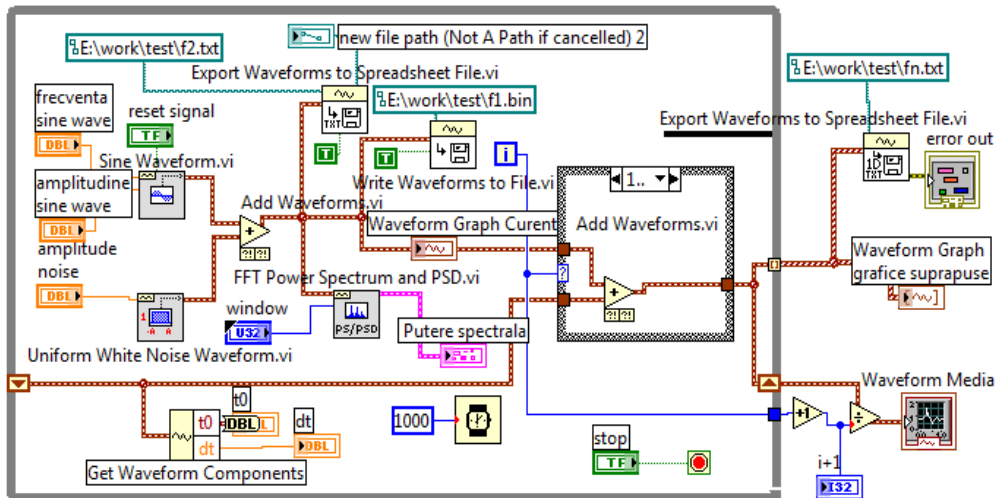 E:\work\test\f2.txt
new file path (Not A Path if cancelled) 2
Export Waveforms to Spreadsheet File.vi
TXT
E:\work\test\f1.bin
E:\work\test\fn.txt
Export Waveforms to Spreadsheet File.vi
1D
TXT
error out
frecventa
sine wave
DBL
reset signal
TF
Sine Waveform.vi
amplitudine
sine wave
DBL
amplitude
noise
DBL
T
T
Write Waveforms to File.vi
i
1..
Add Waveforms.vi
Add Waveforms.vi
Waveform Graph Curent
?
FFT Power Spectrum and PSD.vi
window
U32
PS/PSD
Putere spectrala
Uniform White Noise Waveform.vi
Waveform Graph
grafice suprapuse
t0
t0
DBL
dt
dt
DBL
Get Waveform Components
1000
stop
TF
+1
i+1
I32
Waveform Media